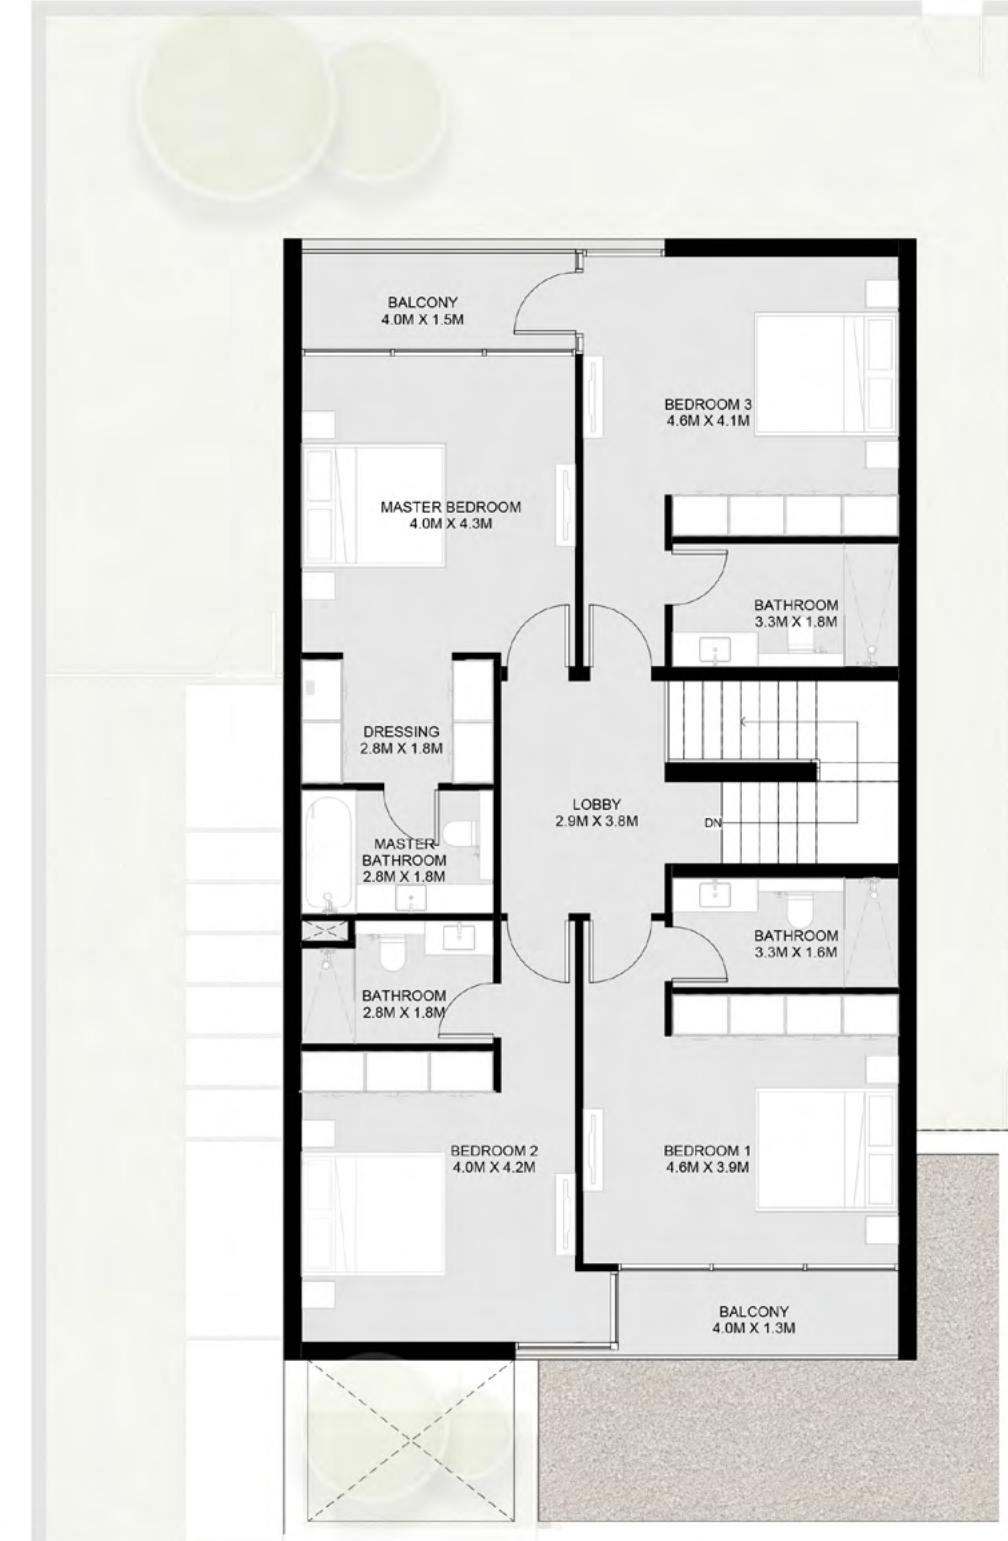 BALCONY
4.0M X 1.5M
BEDROOM 3
4.6M X 4.1M
MASTER BEDROOM
4.0M X 4.3M
BATHROOM
3.3M X 1.8M
DRESSING
2.8M X 1.8M
LOBBY
2.9M X 3.8M
DN
MASTER
BATHROOM
2.8M X 1.8M
BATHROOM
3.3M X 1.6M
BATHROOM
2.8M X 1.8M
BEDROOM 2
4.0M X 4.2M
BEDROOM 1
4.6M X 3.9M
BALCONY
4.0M X 1.3M